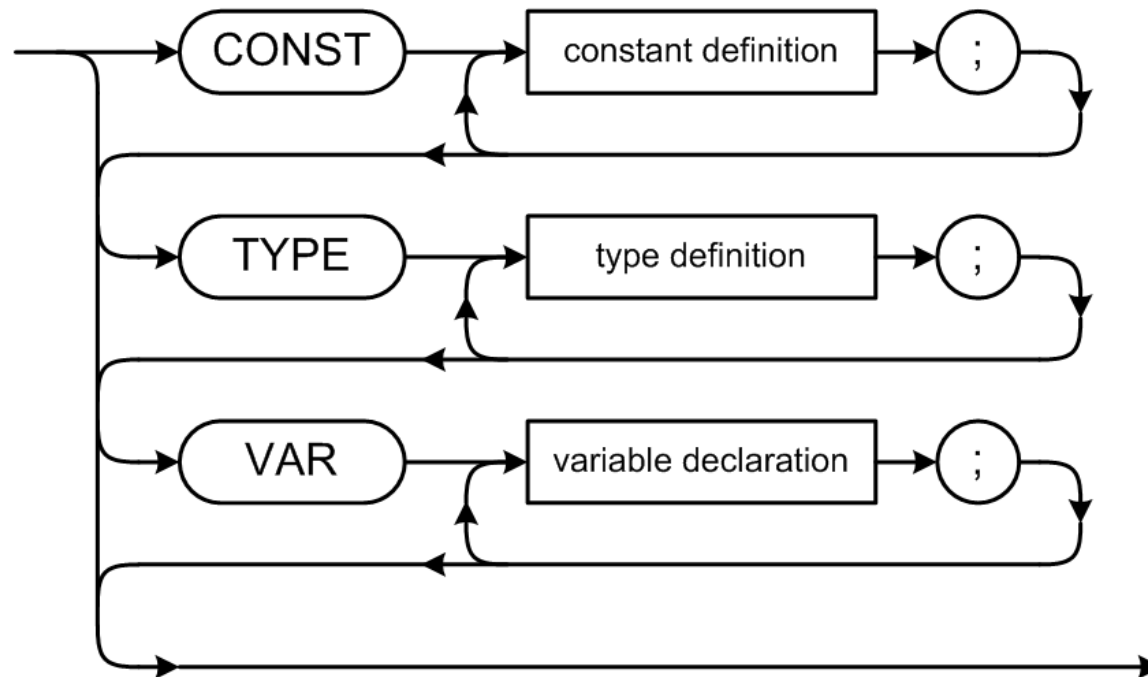 CONST constant definition ;
TYPE type definition ;
VAR variable declaration ;